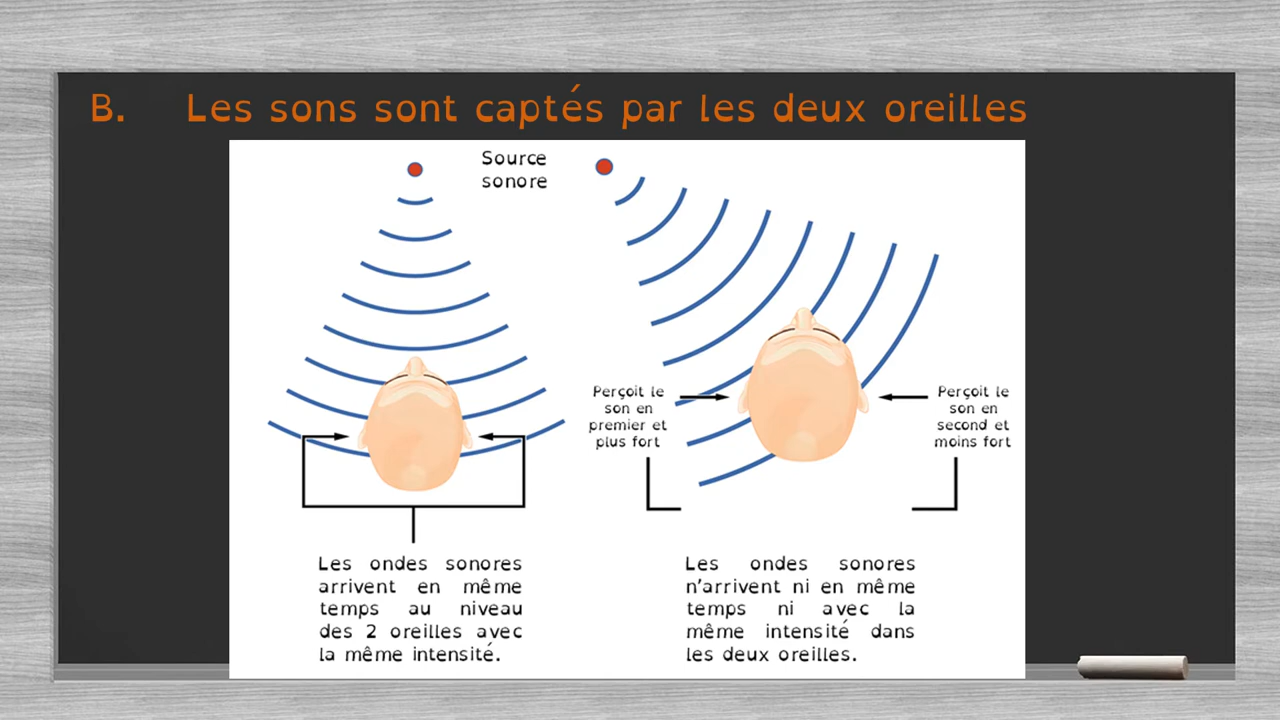 B. Les sons sont captés par les deux oreilles
Source
sonore
Perçoit le
son en
premier et
plus fort
Perçoit le
son en
second et
moins fort
Les ondes sonores
arrivent en même
temps au niveau
des 2 oreilles avec
la même intensité.
Les ondes sonores
n'arrivent ni en même
temps ni avec la
même intensité dans
les deux oreilles.